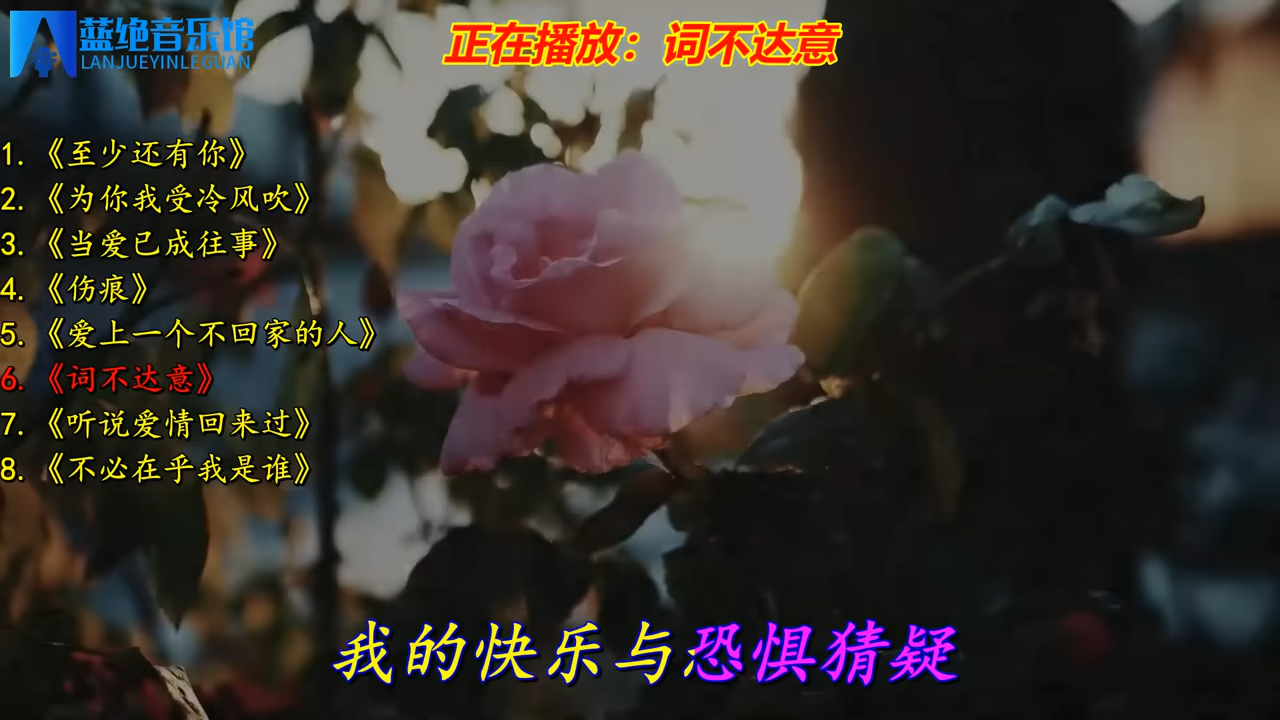 蓝绝音乐馆
LANJUEYINLEGUAN
正在播放：词不达意
1.《至少还有你》
2.《为你我受冷风吹》
3.《当爱已成往事》
4.《伤痕》
5.《爱上一个不回家的人》
6.《词不达意》
7.《听说爱情回来过》
8.《不必在乎我是谁》
我的快乐与恐惧猜疑